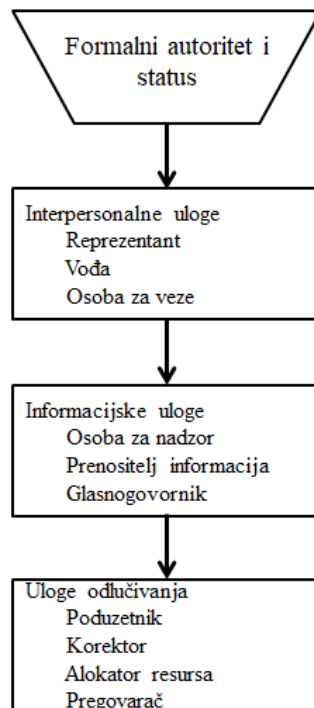 Formalni autoritet i
status
Interpersonalne uloge
Reprezentant
Vođa
Osoba za veze
Informacijske uloge
Osoba za nadzor
Prenositelj informacija
Glasnogovornik
Uloge odlučivanja
Poduzetnik
Korektor
Alokator resursa
Pregovarač